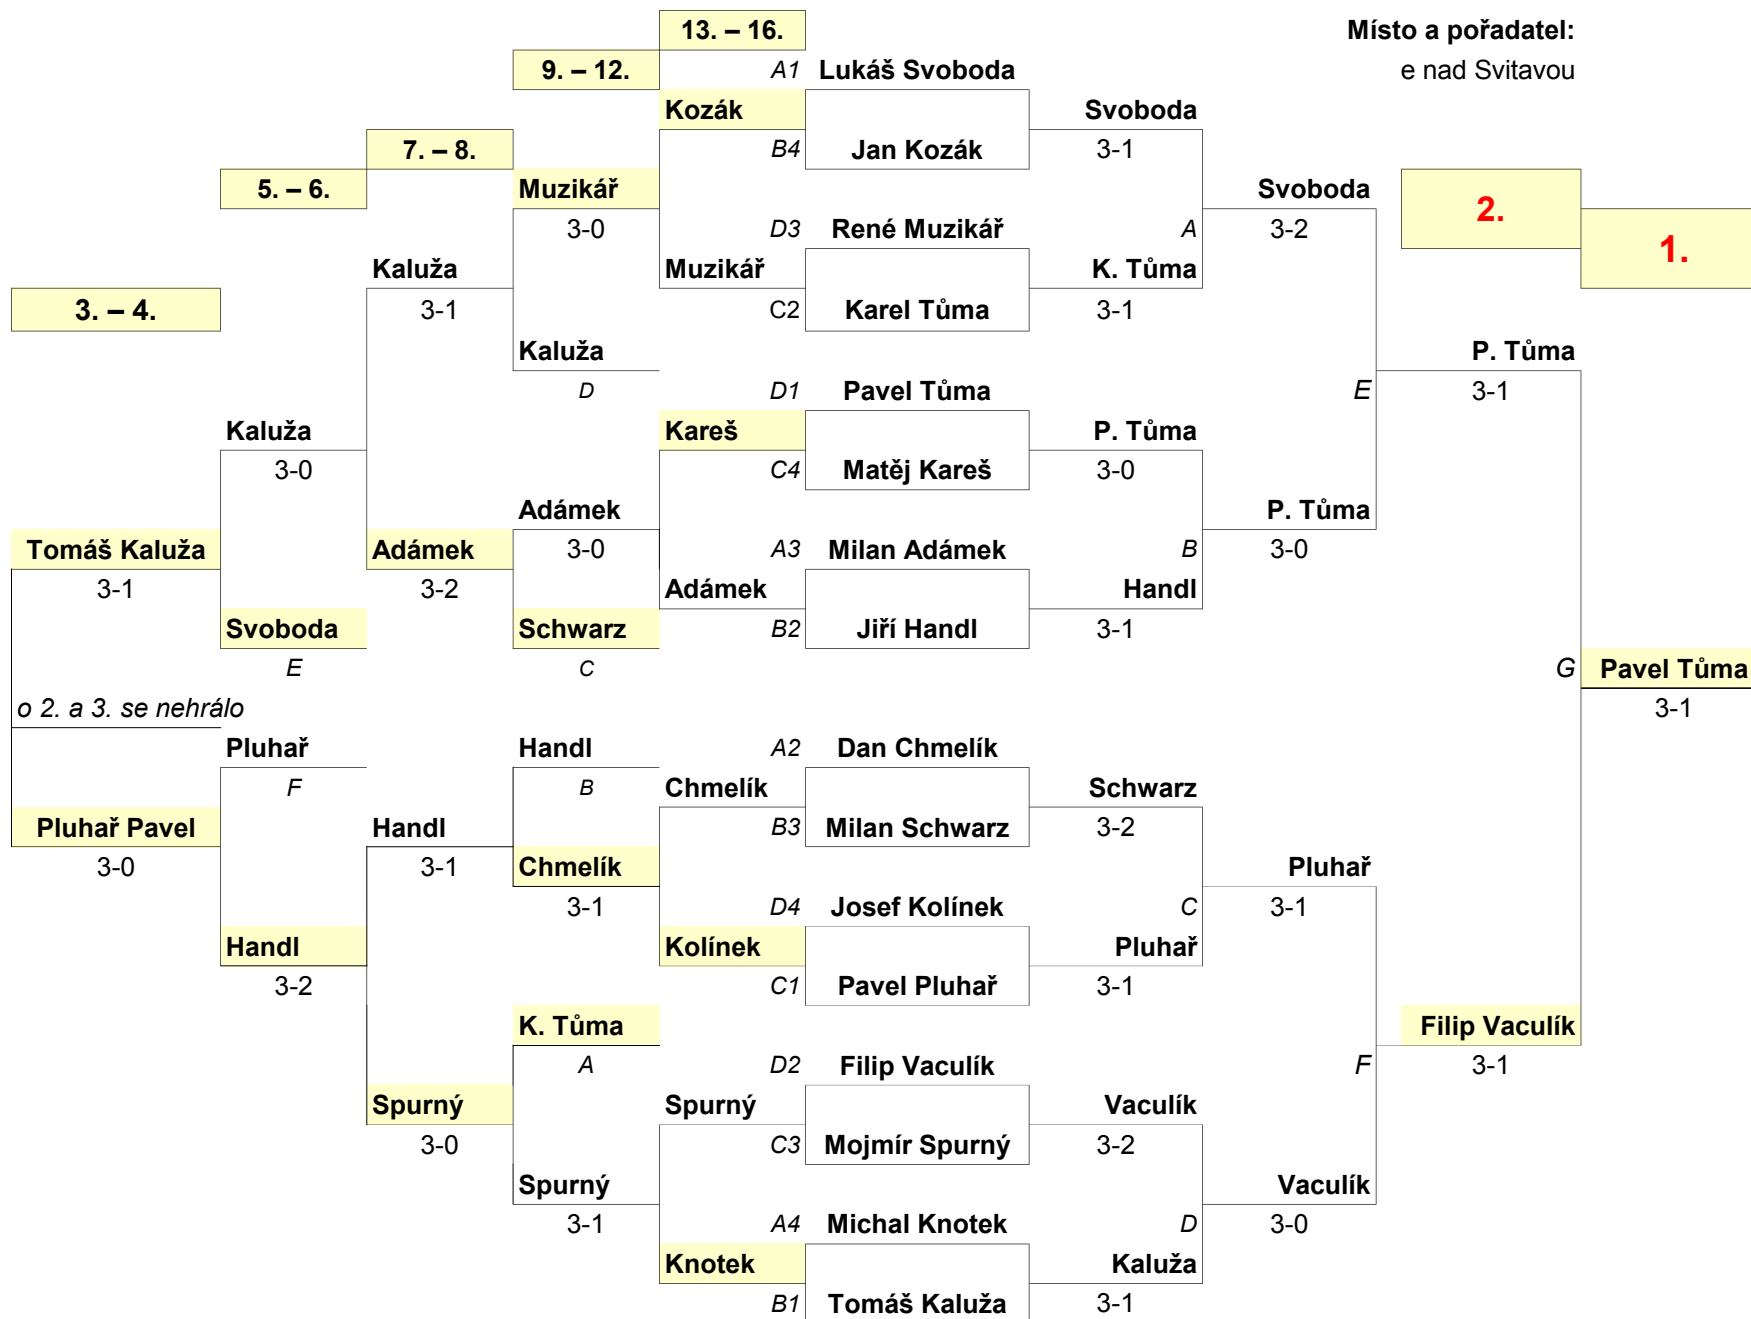 13. – 16. Místo a pořadatel:
9. – 12. A1 Lukáš Svoboda e nad Svitavou
Kozák Svoboda
7. – 8. B4 Jan Kozák 3-1
5. – 6. Muzikář Svoboda 2.
3-0 D3 René Muzikář A 3-2 1.
Kaluža Muzikář K. Tůma
3. – 4. 3-1 C2 Karel Tůma 3-1
Kaluža P. Tůma
D D1 Pavel Tůma E 3-1
Kaluža Kareš P. Tůma
3-0 C4 Matěj Kareš 3-0
Adámek P. Tůma
Tomáš Kaluža Adámek 3-0 A3 Milan Adámek B 3-0
3-1 3-2 Adámek Handl
Svoboda Schwarz B2 Jiří Handl 3-1
E C G Pavel Tůma
o 2. a 3. se nehrálo 3-1
Pluhař Handl A2 Dan Chmelík
F B Chmelík Schwarz
Pluhař Pavel Handl B3 Milan Schwarz 3-2
3-0 3-1 Chmelík Pluhař
3-1 D4 Josef Kolínek C 3-1
Handl Kolínek Pluhař
3-2 C1 Pavel Pluhař 3-1
K. Tůma Filip Vaculík
A D2 Filip Vaculík F 3-1
Spurný Spurný Vaculík
3-0 C3 Mojmír Spurný 3-2
Spurný Vaculík
3-1 A4 Michal Knotek D 3-0
Knotek Kaluža
B1 Tomáš Kaluža 3-1